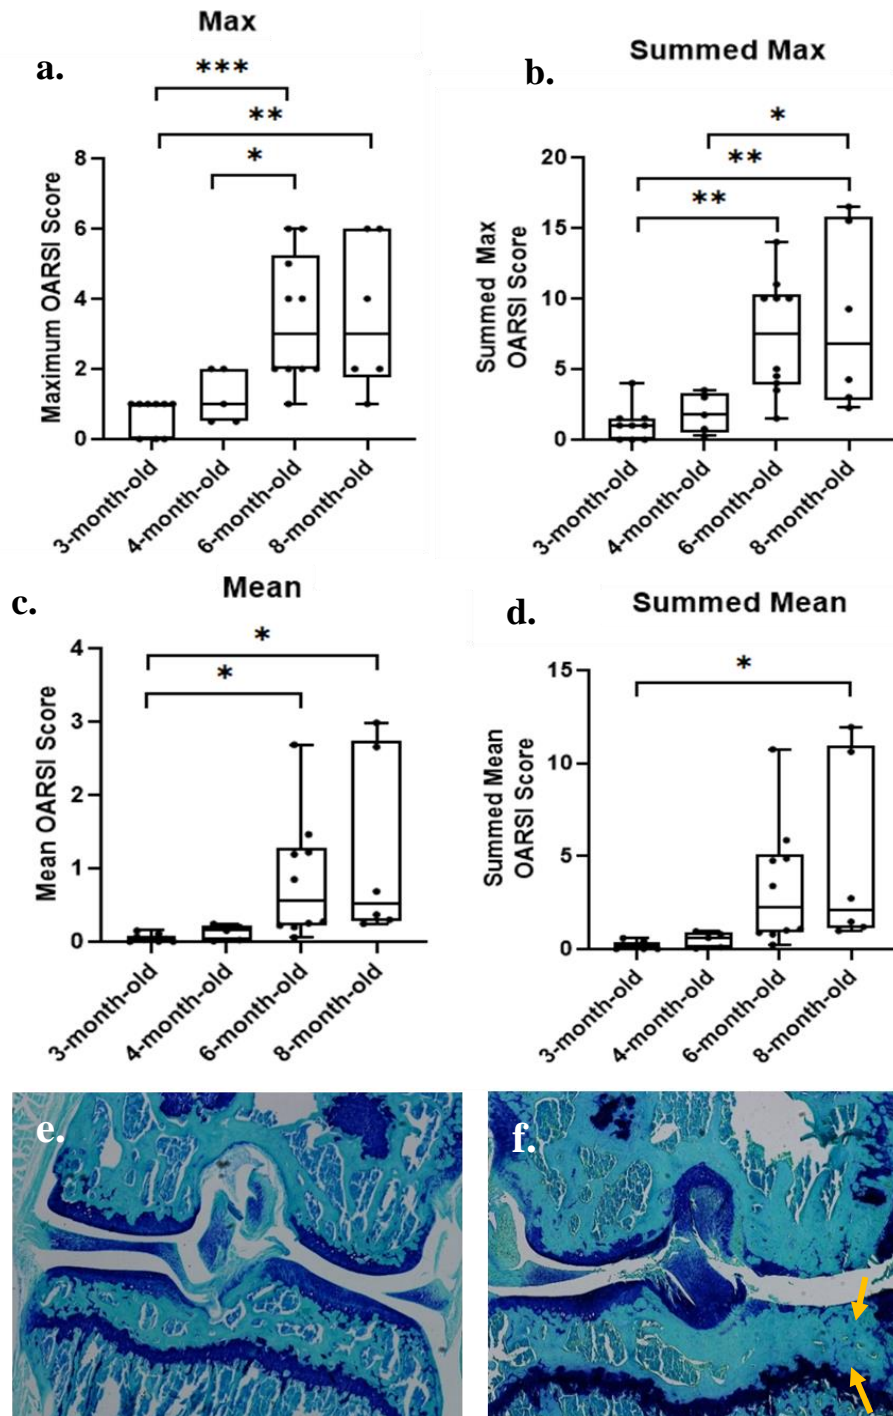 Max
a.
***
**
*
Maximum OARSI Score
8
6
4
2
0
3-month-old
4-month-old
6-month-old
8-month-old
Summed Max
b.
*
**
**
Summed Max
OARSI Score
20
15
10
5
0
3-month-old
4-month-old
6-month-old
8-month-old
Mean
c.
*
*
Mean OARSI Score
4
3
2
1
0
3-month-old
4-month-old
6-month-old
8-month-old
Summed Mean
d.
*
Summed Mean
OARSI Score
15
10
5
0
3-month-old
4-month-old
6-month-old
8-month-old
e.
f.